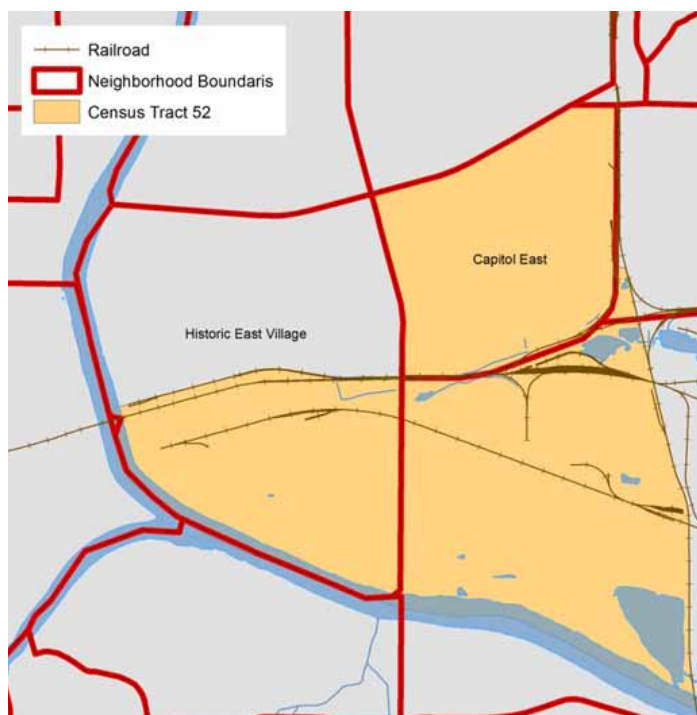 Railroad
Neighborhood Boundaris
Census Tract 52
Capitol East
Historic East Village